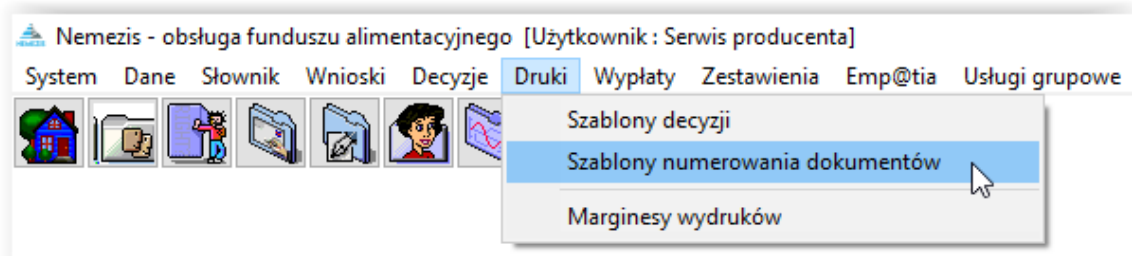 NEMEZIS
Nemezis - obsługa funduszu alimentacyjnego [Użytkownik : Serwis producenta]
System Dane Słownik Wnioski Decyzje Druki Wypłaty Zestawienia Emp@tia Usługi grupowe
Szablony decyzji
Szablony numerowania dokumentów
Marginesy wydruków